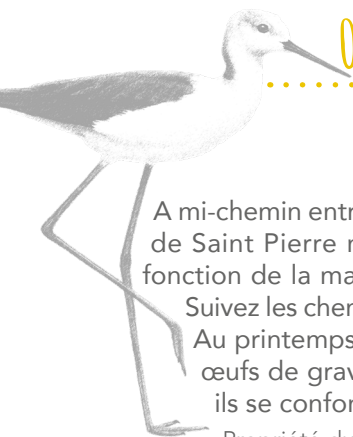 A mi-chemin entr
de Saint Pierre
fonction de la ma
Suivez les chem
Au printemps
œufs de grav
ils se confor